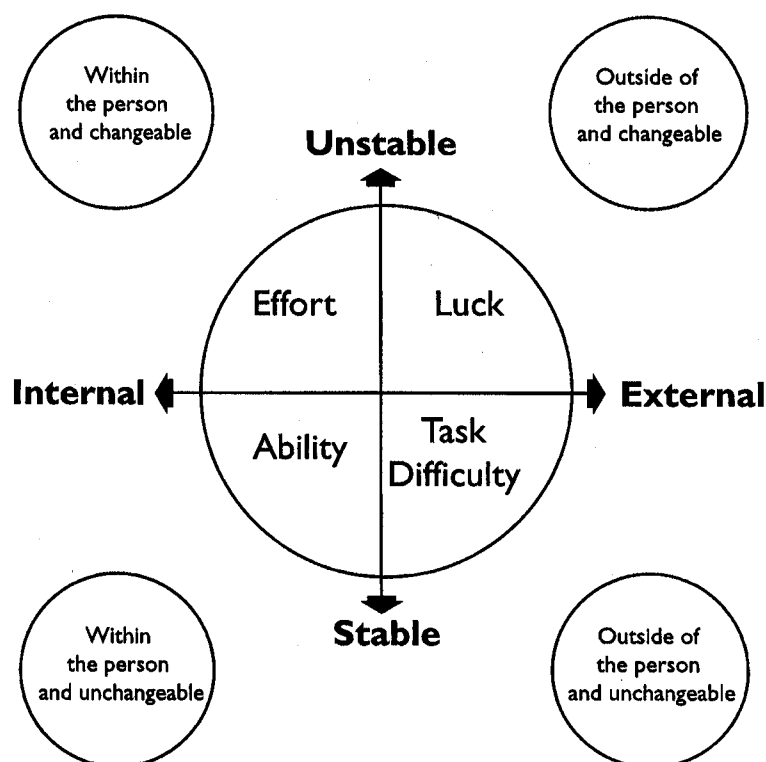 Within
the person
and changeable
Outside of
the person
and changeable
Unstable
Effort
Luck
Internal
External
Ability
Task
Difficulty
Stable
Within
the person
and unchangeable
Outside of
the person
and unchangeable